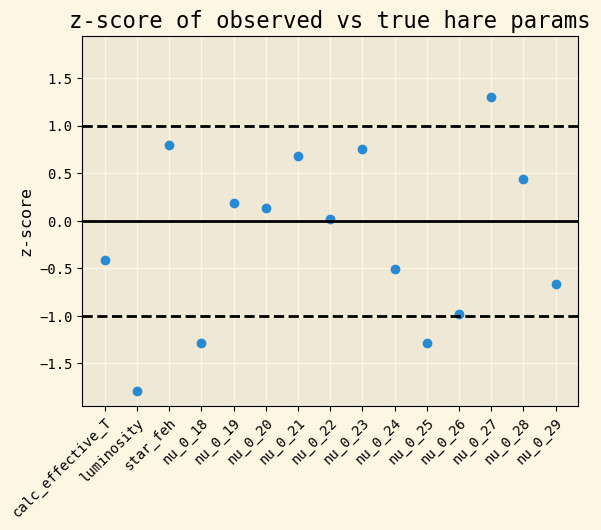 z-score of observed vs true hare params
z-score
1.5
1.0
0.5
0.0
−0.5
−1.0
−1.5
calc_effective_T
luminosity
star_feh
nu_0_18
nu_0_19
nu_0_20
nu_0_21
nu_0_22
nu_0_23
nu_0_24
nu_0_25
nu_0_26
nu_0_27
nu_0_28
nu_0_29